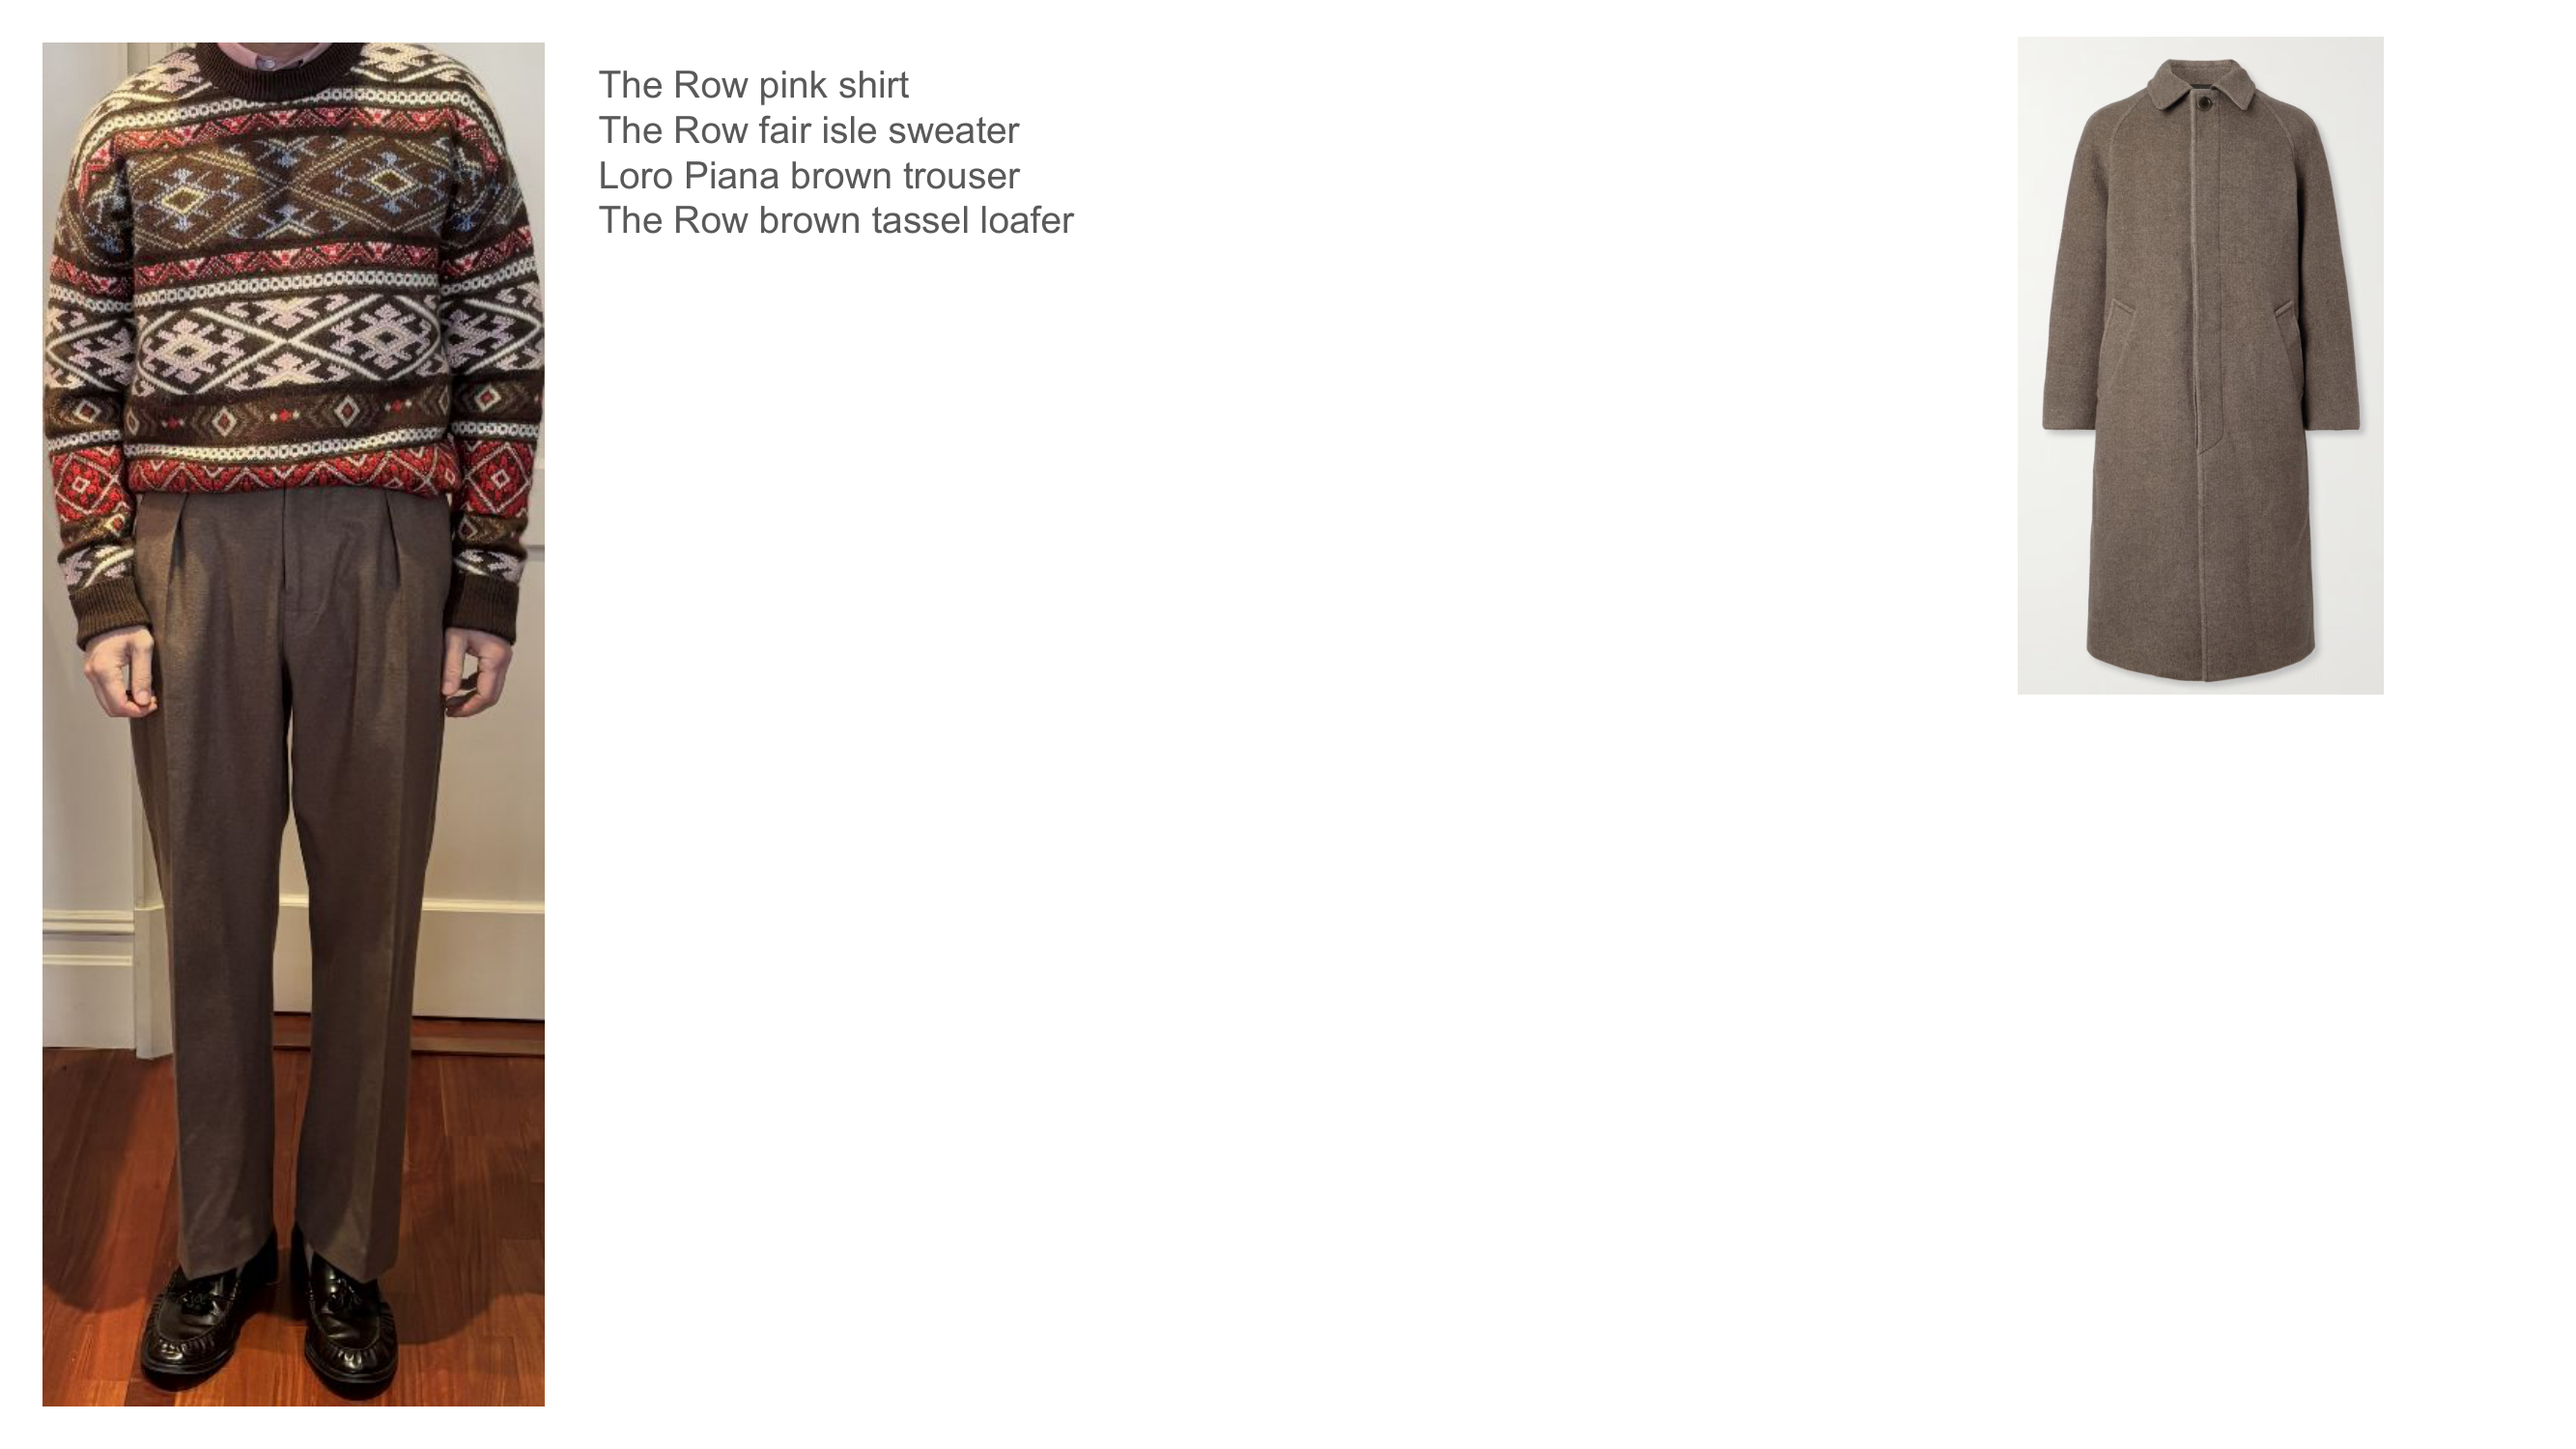 The Row pink shirt
The Row fair isle sweater
Loro Piana brown trouser
The Row brown tassel loafer